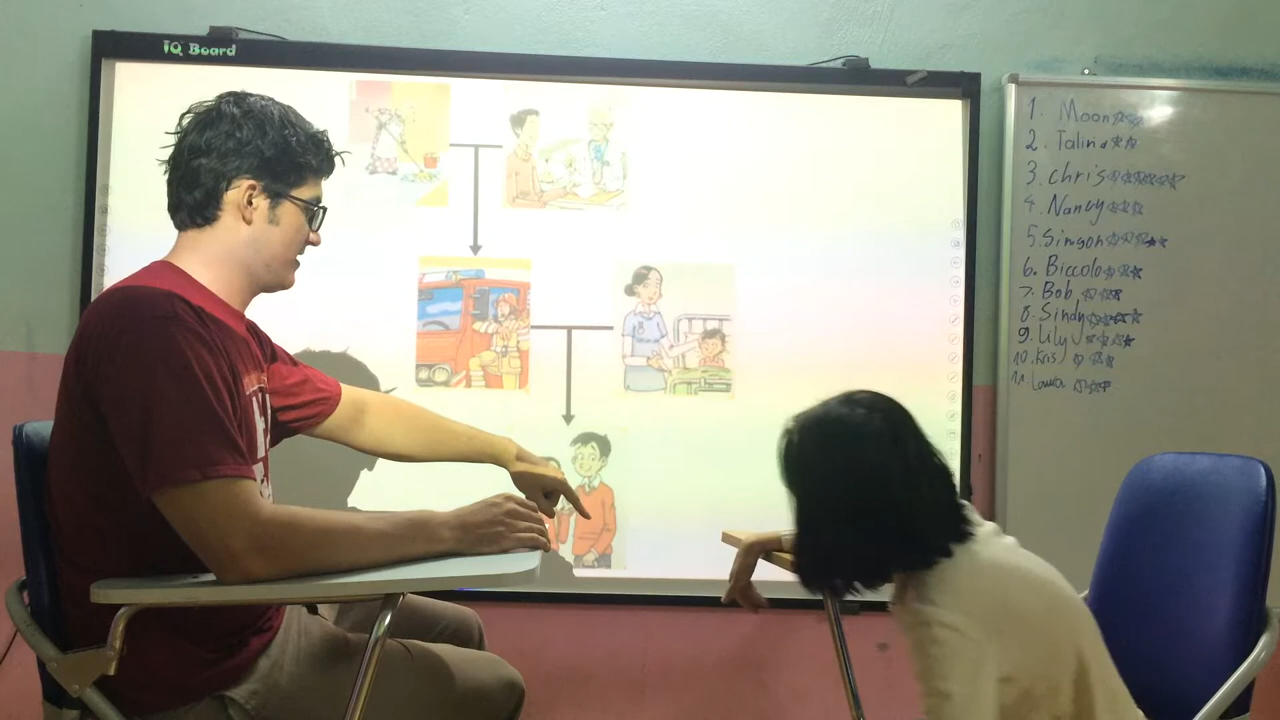 iQ Board
1. Moon
2. Talina
3. chris
4. Nancy
5. Simson
6. Biccolo
7. Bob
8. Sindy
9. Lily
10. Kris
11. Laura